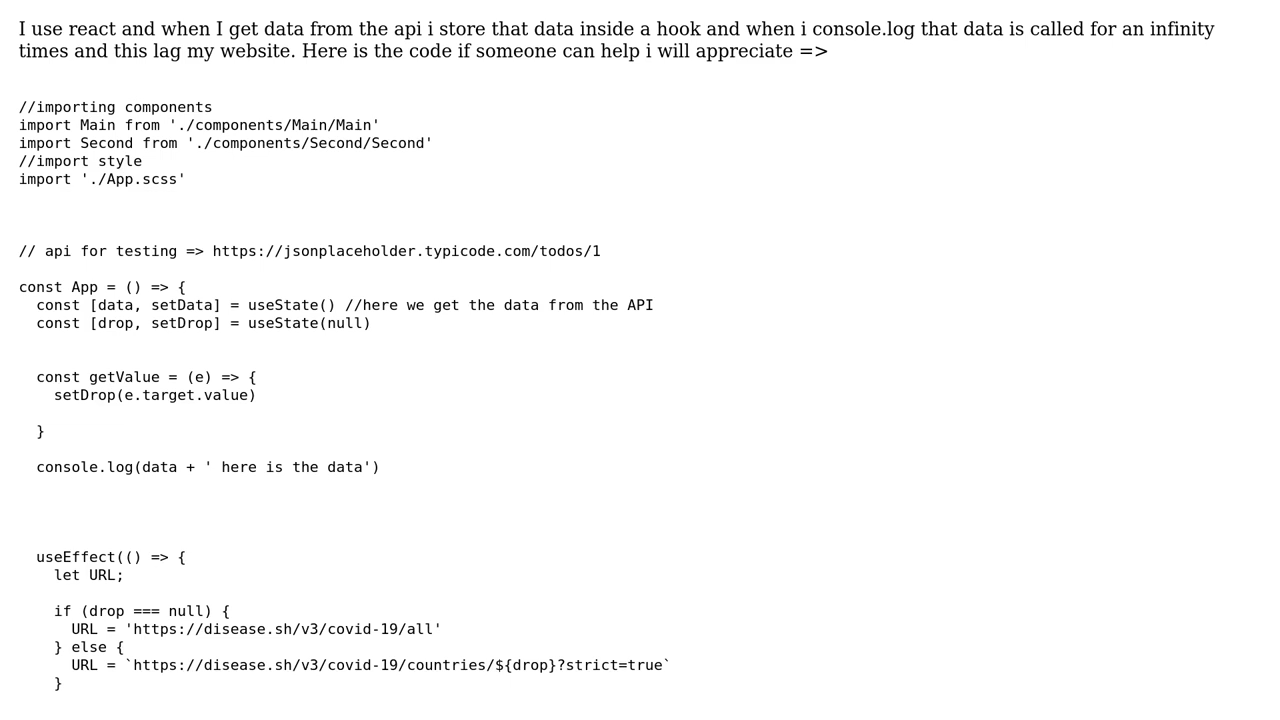 I use react and when I get data from the api i store that data inside a hook and when i console.log that data is called for an infinity
times and this lag my website. Here is the code if someone can help i will appreciate =>
//importing components
import Main from './components/Main/Main'
import Second from './components/Second/Second'
//import style
import './App.scss'
// api for testing => https://jsonplaceholder.typicode.com/todos/1
const App = () => {
  const [data, setData] = useState() //here we get the data from the API
  const [drop, setDrop] = useState(null)
  const getValue = (e) => {
    setDrop(e.target.value)
  }
  console.log(data + ' here is the data')
  useEffect(() => {
    let URL;
    if (drop === null) {
      URL = 'https://disease.sh/v3/covid-19/all'
    } else {
      URL = `https://disease.sh/v3/covid-19/countries/${drop}?strict=true`
    }